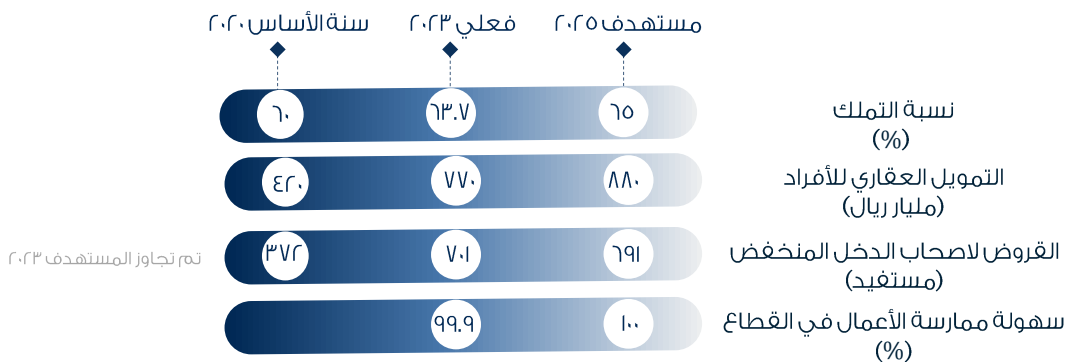 مستهدف ٢٠٢٥ فعلي ٢٠٢٣ سنة الأساس ٢٠٢٠
نسبة التملك
(%)
٦٥ ٦٣.٧ ٦٠
التمويل العقاري للأفراد
(مليار ريال)
٨٨٠ ٧٧٠ ٤٢٠
القروض لاصحاب الدخل المنخفض
(مستفيد)
٦٩١ ٧٠١ ٣٧٢
تم تجاوز المستهدف ٢٠٢٣
سهولة ممارسة الأعمال في القطاع
(%)
١٠٠ ٩٩.٩